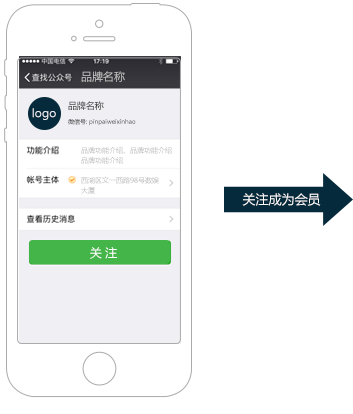 中国电信 17:19
查找公众号 品牌名称
logo
品牌名称
微信号: pinpaiweixinhao
功能介绍 品牌功能介绍、品牌功能介绍
品牌功能介绍
帐号主体 西湖区文一西路98号数娱
大厦
查看历史消息
关注
关注成为会员